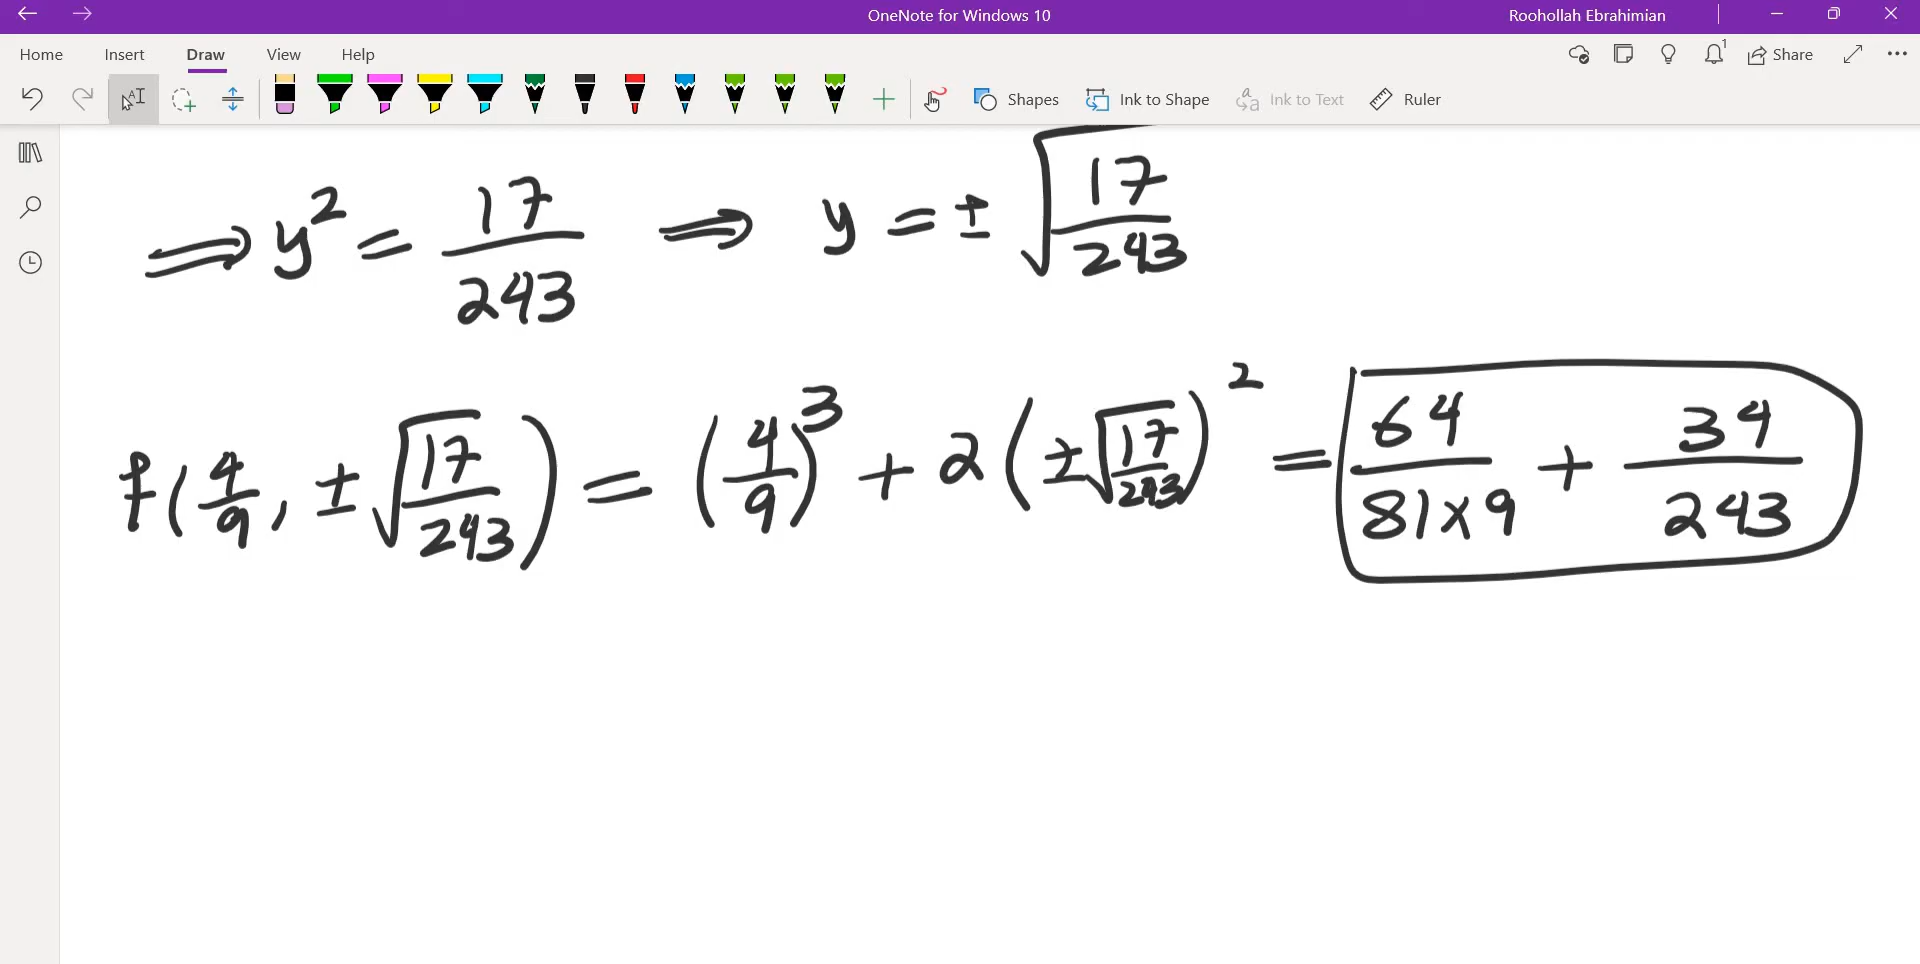 OneNote for Windows 10
Roohollah Ebrahimian
Home Insert Draw View Help
1 Share
Shapes Ink to Shape Ink to Text Ruler
⟹ y² = 17/243 ⟹ y = ± √(17/243)
f(4/9, ±√(17/243)) = (4/9)³ + 2(±√(17/243))² = 64/(81×9) + 34/243